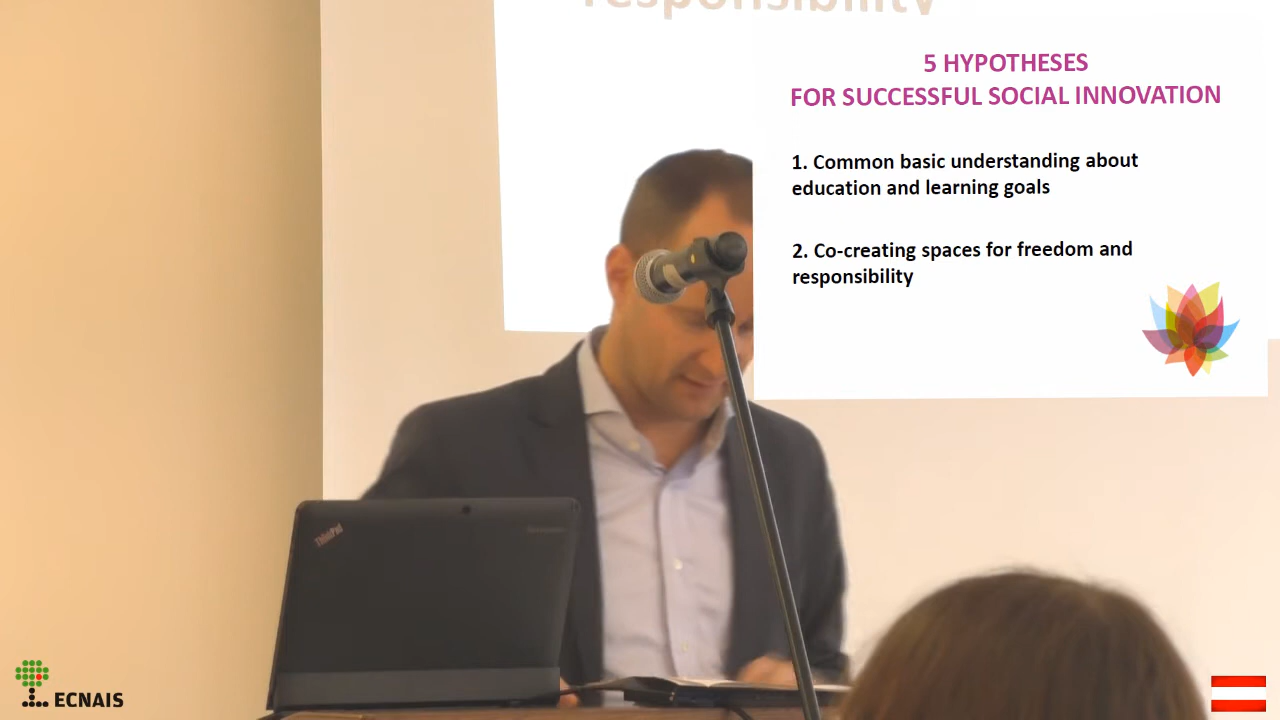 responsibility
5 HYPOTHESES
FOR SUCCESSFUL SOCIAL INNOVATION
1. Common basic understanding about
education and learning goals
2. Co-creating spaces for freedom and
responsibility
ThinkPad
ECNAIS